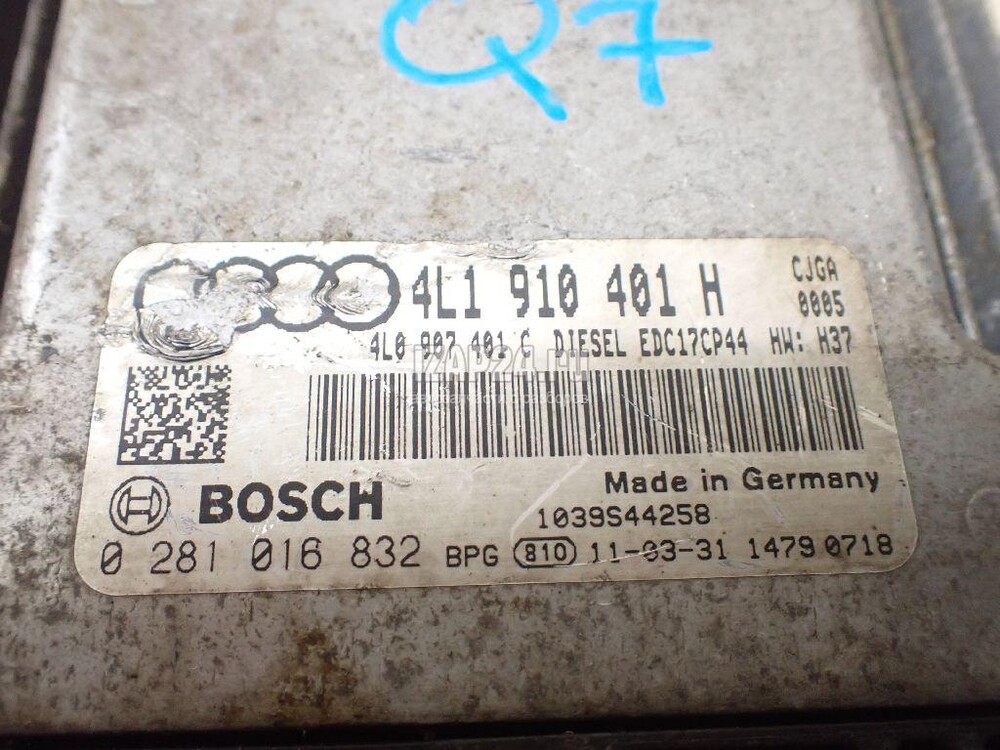 Q7
4L1 910 401 H
CJGA
0005
4L0 907 401 C DIESEL EDC17CP44 HW: H37
BOSCH
Made in Germany
1039S44258
0 281 016 832 BPG 810 11-03-31 1479 0718